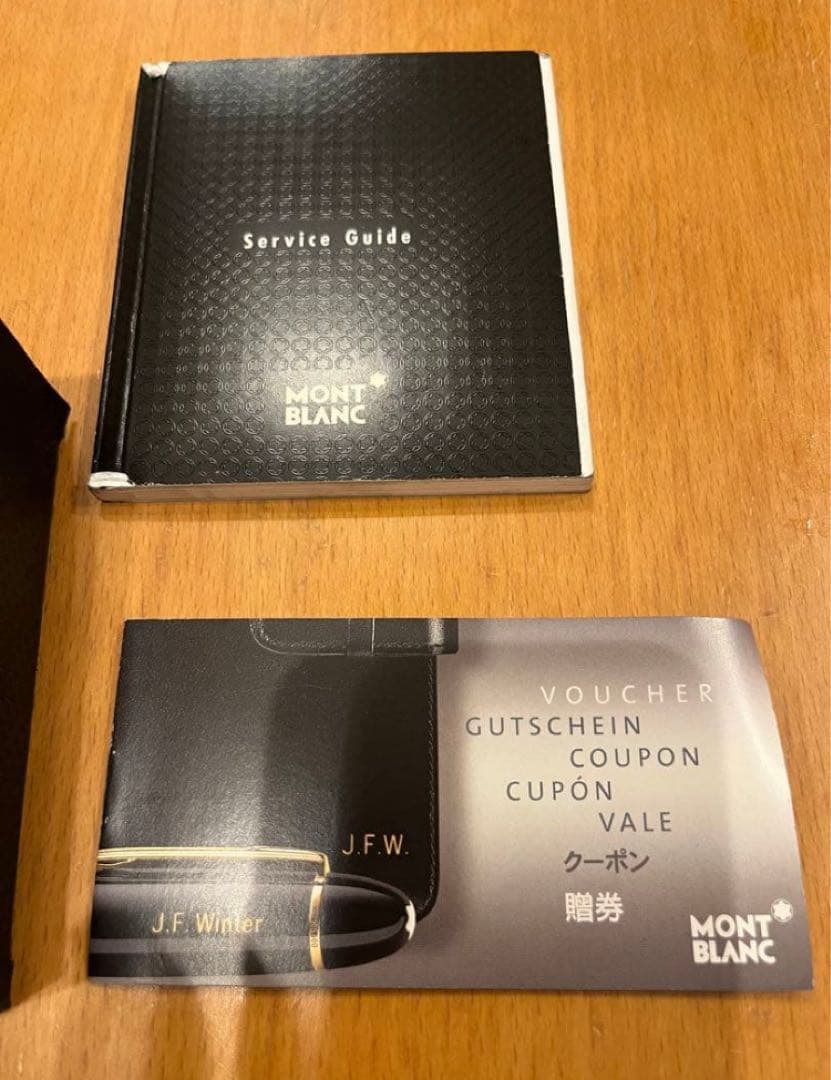 Service Guide
MONT
BLANC
VOUCHER
GUTSCHEIN
COUPON
CUPÓN
VALE
クーポン
贈券
J.F.W.
J.F. Winter
MONT
BLANC